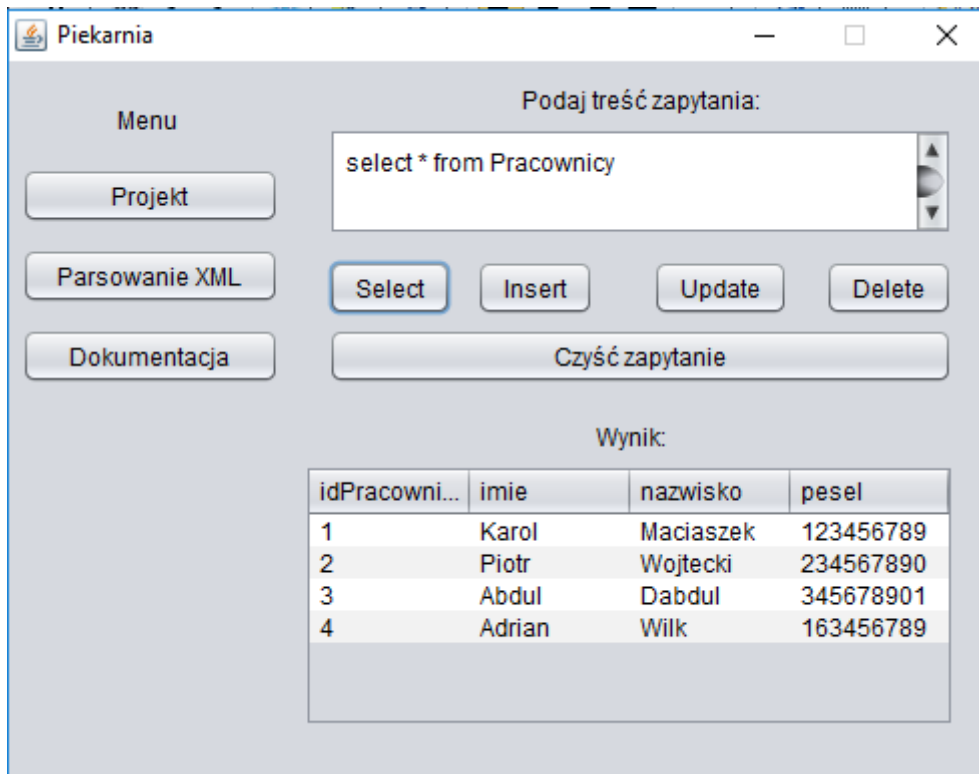 Piekarnia
Menu
Projekt
Parsowanie XML
Dokumentacja
Podaj treść zapytania:
select * from Pracownicy
Select Insert Update Delete
Czyść zapytanie
Wynik:
idPracowni... imie nazwisko pesel
1 Karol Maciaszek 123456789
2 Piotr Wojtecki 234567890
3 Abdul Dabdul 345678901
4 Adrian Wilk 163456789